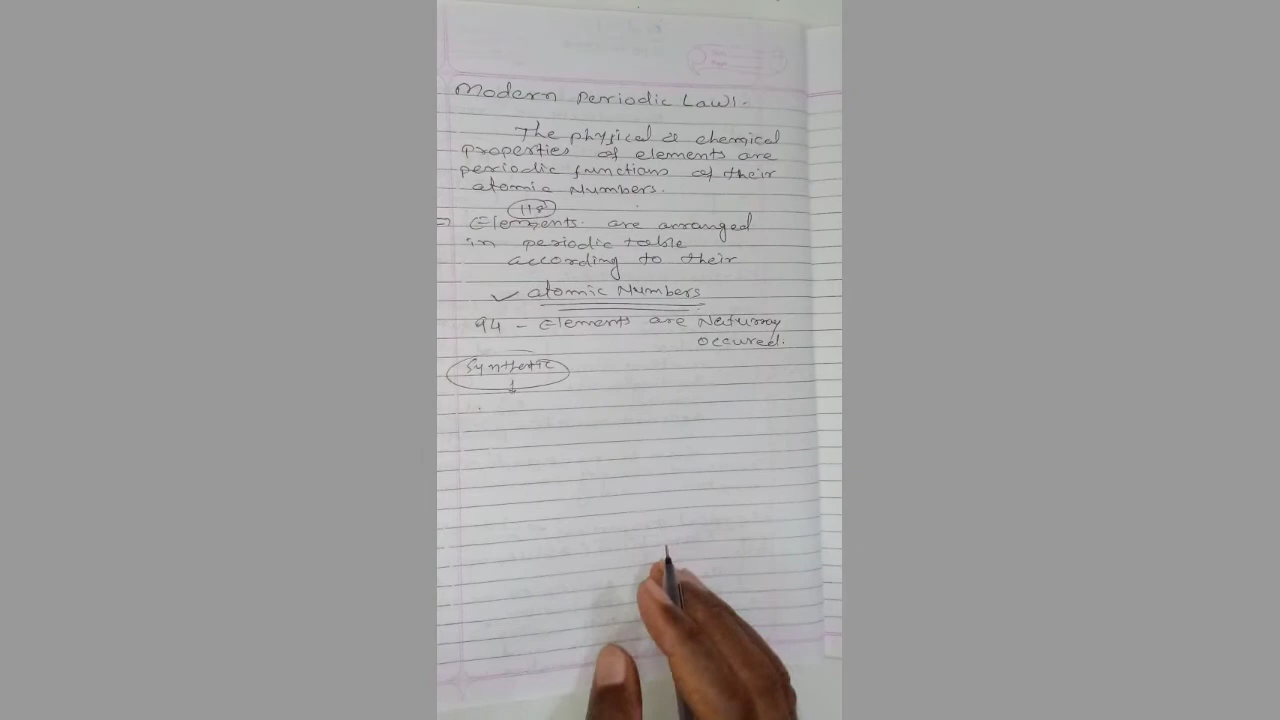 Modern Periodic Law:-
The physical & chemical
properties of elements are
periodic functions of their
atomic Numbers.
118
⇒ Elements are arranged
in periodic table
according to their
✓ atomic Numbers
94 - Elements are
occured.
Synthetic
↓